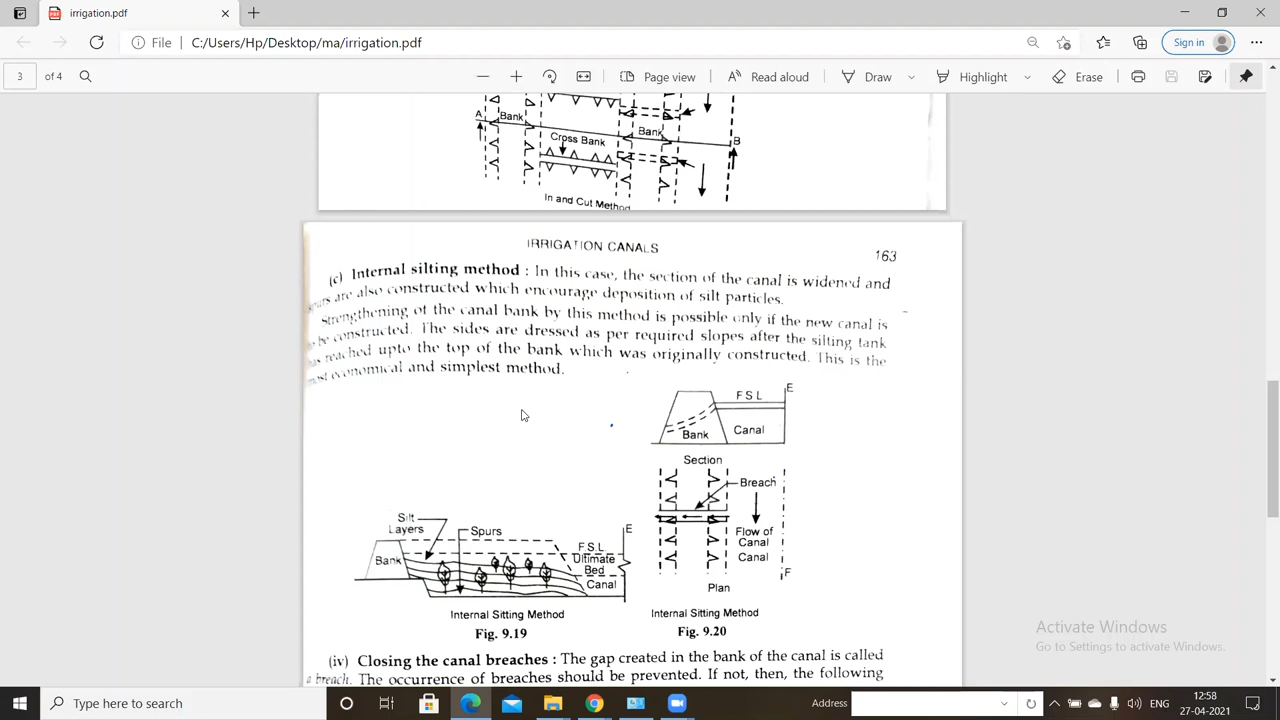 irrigation.pdf
File C:/Users/Hp/Desktop/ma/irrigation.pdf
Sign in
3 of 4
Page view
Read aloud
Draw
Highlight
Erase
A Bank
Bank
B
Cross Bank
In and Cut Method
IRRIGATION CANALS
163
(c) Internal silting method : In this case, the section of the canal is widened and
spurs are also constructed which encourage deposition of silt particles.
Strengthening of the canal bank by this method is possible only if the new canal is
to be constructed. The sides are dressed as per required slopes after the silting tank
has reached upto the top of the bank which was originally constructed. This is the
most economical and simplest method.
E
F S L
Bank
Canal
Section
Breach
Flow of
Canal
Canal
F
Plan
Internal Sitting Method
Fig. 9.20
Silt
Layers
Spurs
E
F.S.L
Bank
Ultimate
Bed
Canal
Internal Sitting Method
Fig. 9.19
(iv) Closing the canal breaches : The gap created in the bank of the canal is called
a breach. The occurrence of breaches should be prevented. If not, then, the following
Activate Windows
Go to Settings to activate Windows.
Type here to search
Address
ENG
12:58
27-04-2021